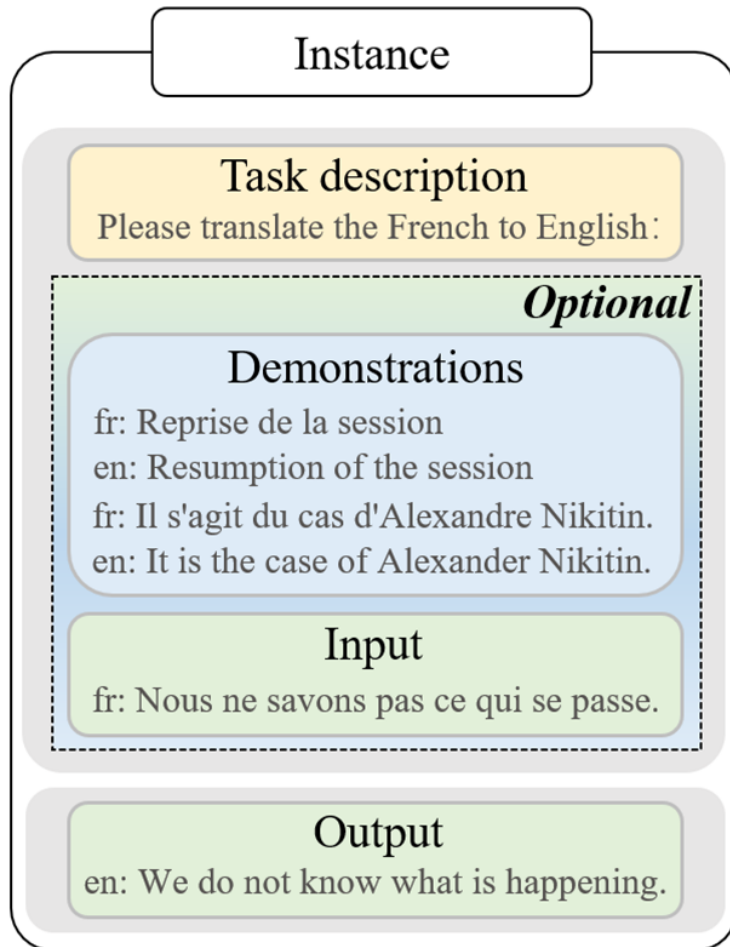 Instance
Task description
Please translate the French to English:
Optional
Demonstrations
fr: Reprise de la session
en: Resumption of the session
fr: Il s'agit du cas d'Alexandre Nikitin.
en: It is the case of Alexander Nikitin.
Input
fr: Nous ne savons pas ce qui se passe.
Output
en: We do not know what is happening.